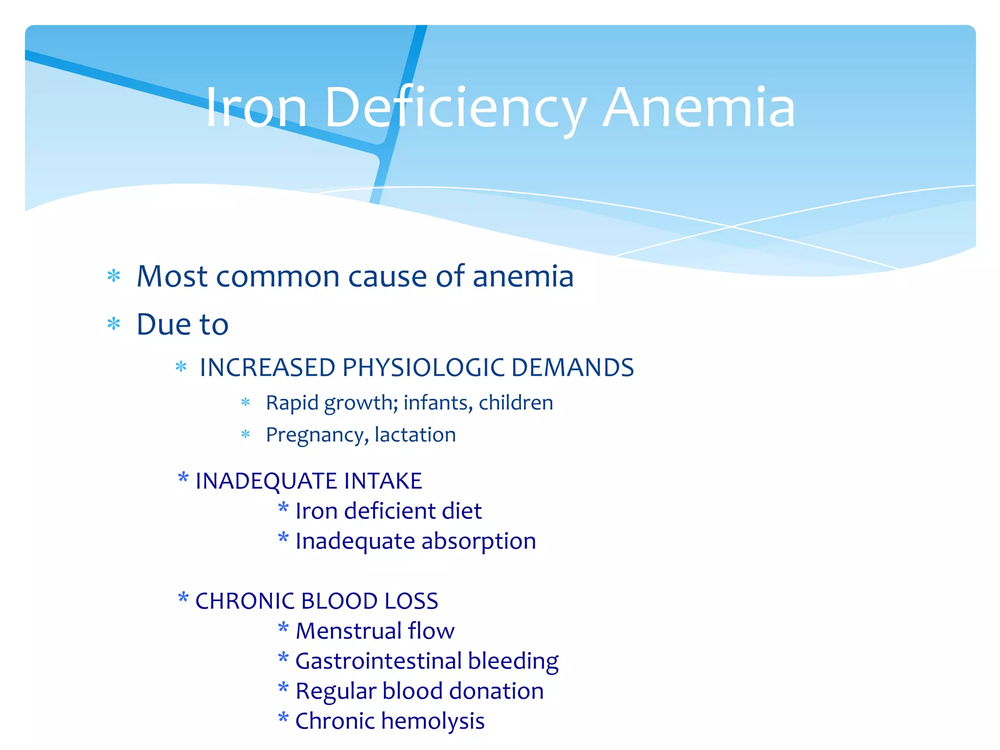 Iron Deficiency Anemia
* Most common cause of anemia
* Due to
* INCREASED PHYSIOLOGIC DEMANDS
* Rapid growth; infants, children
* Pregnancy, lactation
* INADEQUATE INTAKE
* Iron deficient diet
* Inadequate absorption
* CHRONIC BLOOD LOSS
* Menstrual flow
* Gastrointestinal bleeding
* Regular blood donation
* Chronic hemolysis